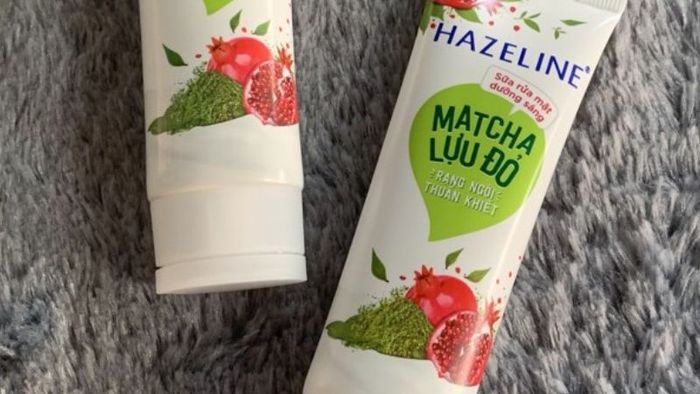 HAZELINE
Sữa rửa mặt
dưỡng sáng
MATCHA
LỰU ĐỎ
RẠNG NGỜI
THUẦN KHIẾT